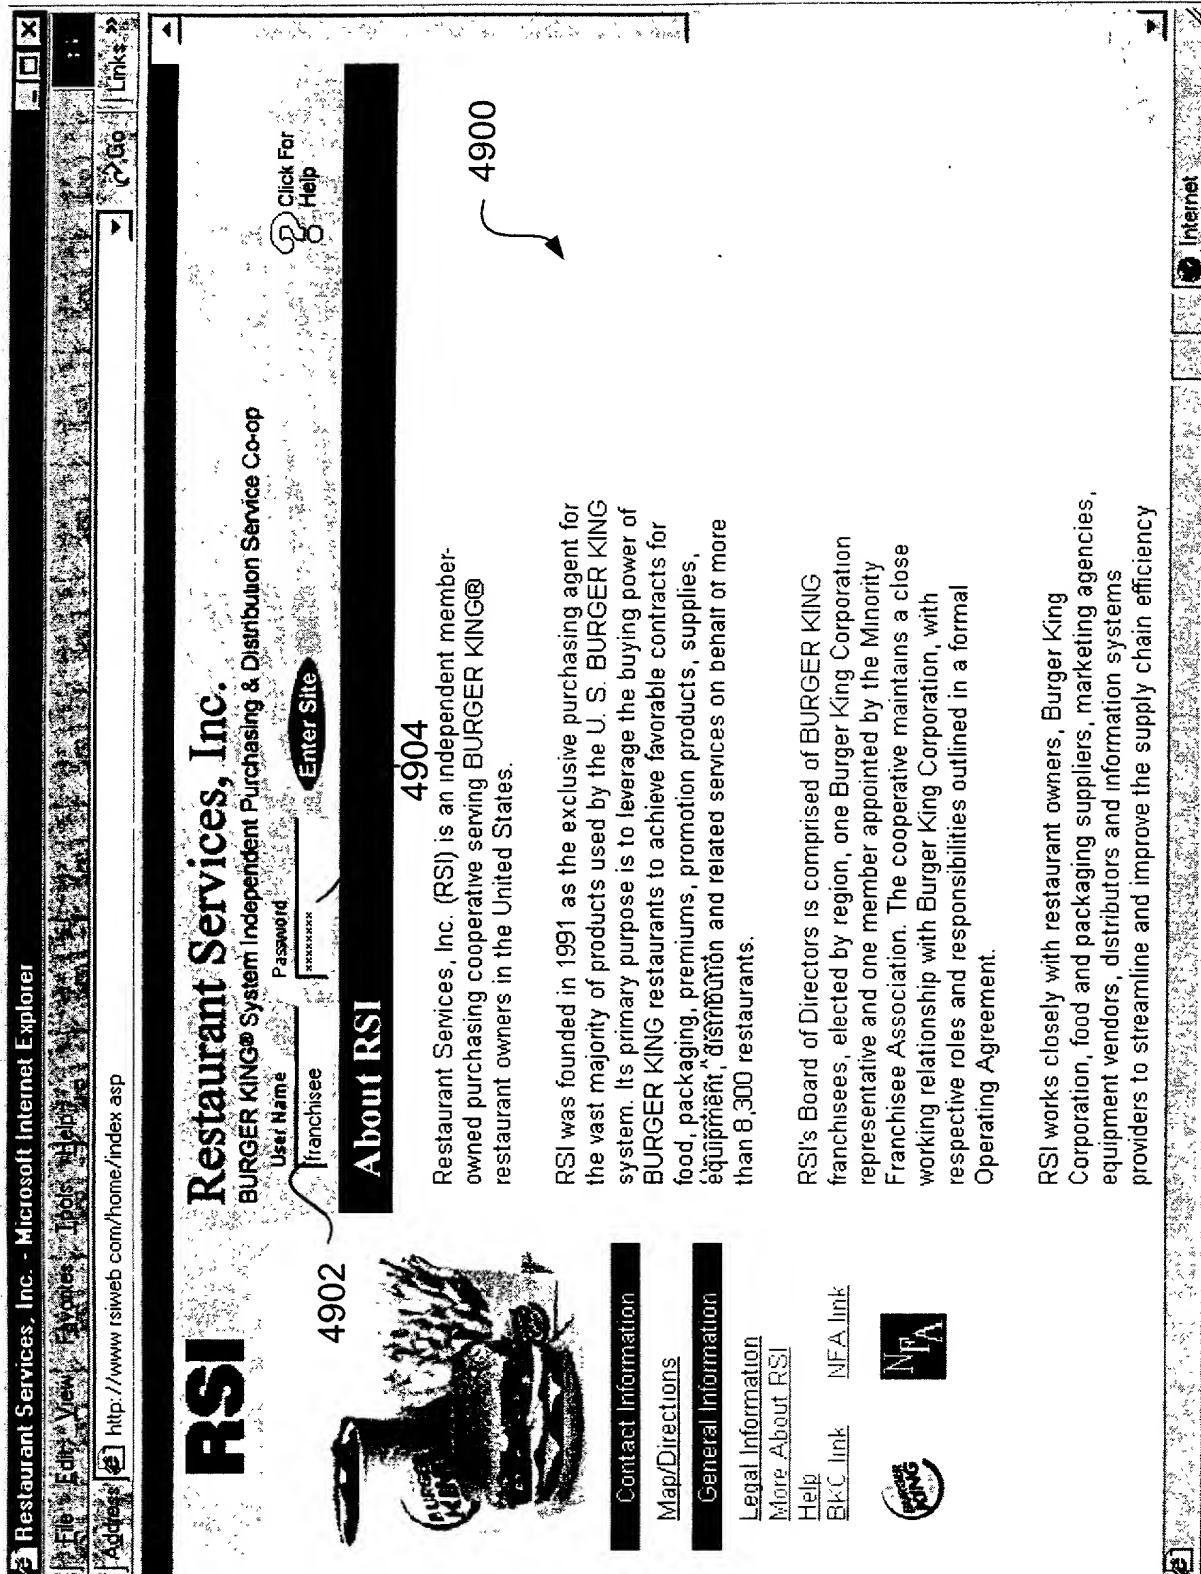 Restaurant Services, Inc. - Microsoft Internet Explorer
File Edit View Favorites Tools Help
Address http://www rsiweb com/home/index asp Go Links »
RSI
Restaurant Services, Inc.
BURGER KING® System Independent Purchasing & Distribution Service Co-op
User Name Password
franchisee ×××××××× Enter Site
Click For
Help
4902
4904
4900
About RSI
BURGER
Contact Information
Map/Directions
General Information
Legal Information
More About RSI
Help
BKC link NFA link
BURGER
KING
NFA
Restaurant Services, Inc. (RSI) is an independent member-
owned purchasing cooperative serving BURGER KING®
restaurant owners in the United States.
RSI was founded in 1991 as the exclusive purchasing agent for
the vast majority of products used by the U. S. BURGER KING
system. Its primary purpose is to leverage the buying power of
BURGER KING restaurants to achieve favorable contracts for
food, packaging, premiums, promotion products, supplies,
equipment, distribution and related services on behalf of more
than 8,300 restaurants.
RSI's Board of Directors is comprised of BURGER KING
franchisees, elected by region, one Burger King Corporation
representative and one member appointed by the Minority
Franchisee Association. The cooperative maintains a close
working relationship with Burger King Corporation, with
respective roles and responsibilities outlined in a formal
Operating Agreement.
RSI works closely with restaurant owners, Burger King
Corporation, food and packaging suppliers, marketing agencies,
equipment vendors, distributors and information systems
providers to streamline and improve the supply chain efficiency
Internet